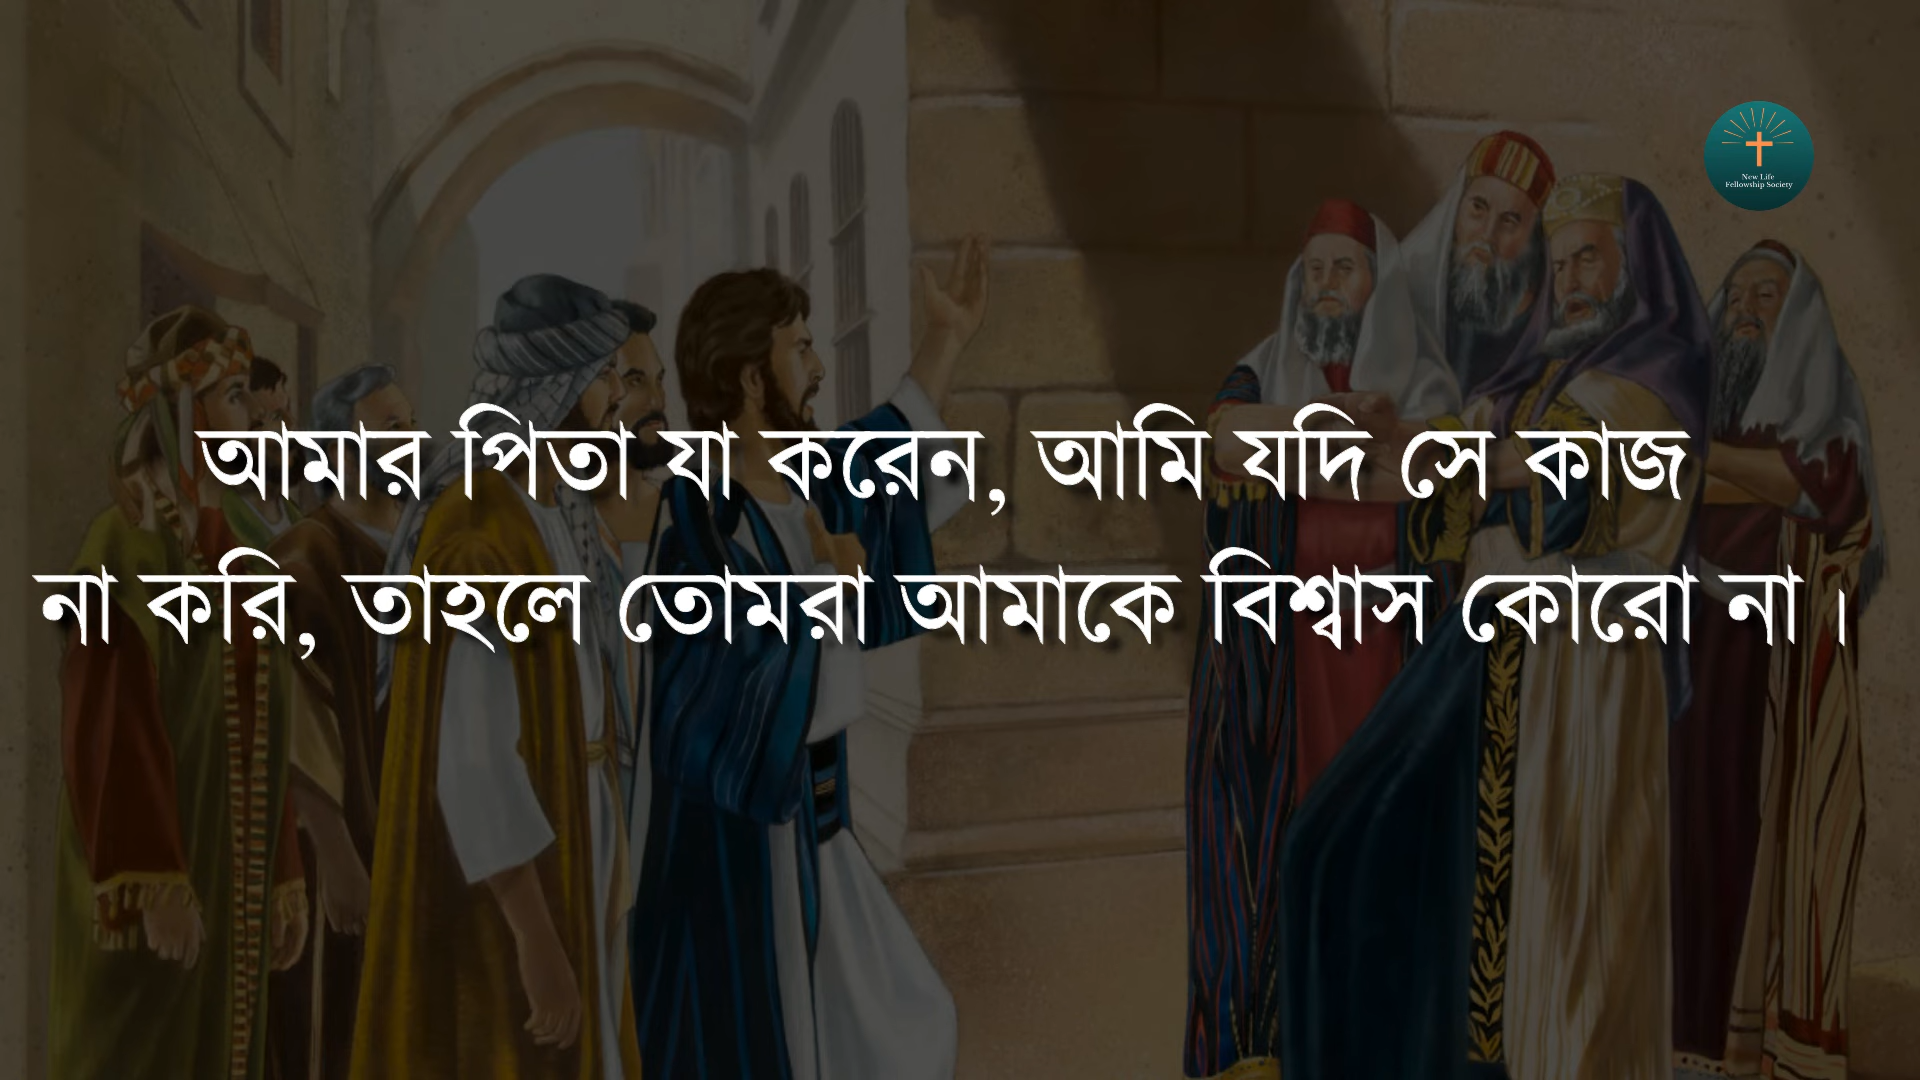 New Life
Fellowship Society
আমার পিতা যা করেন, আমি যদি সে কাজ
না করি, তাহলে তোমরা আমাকে বিশ্বাস কোরো না।